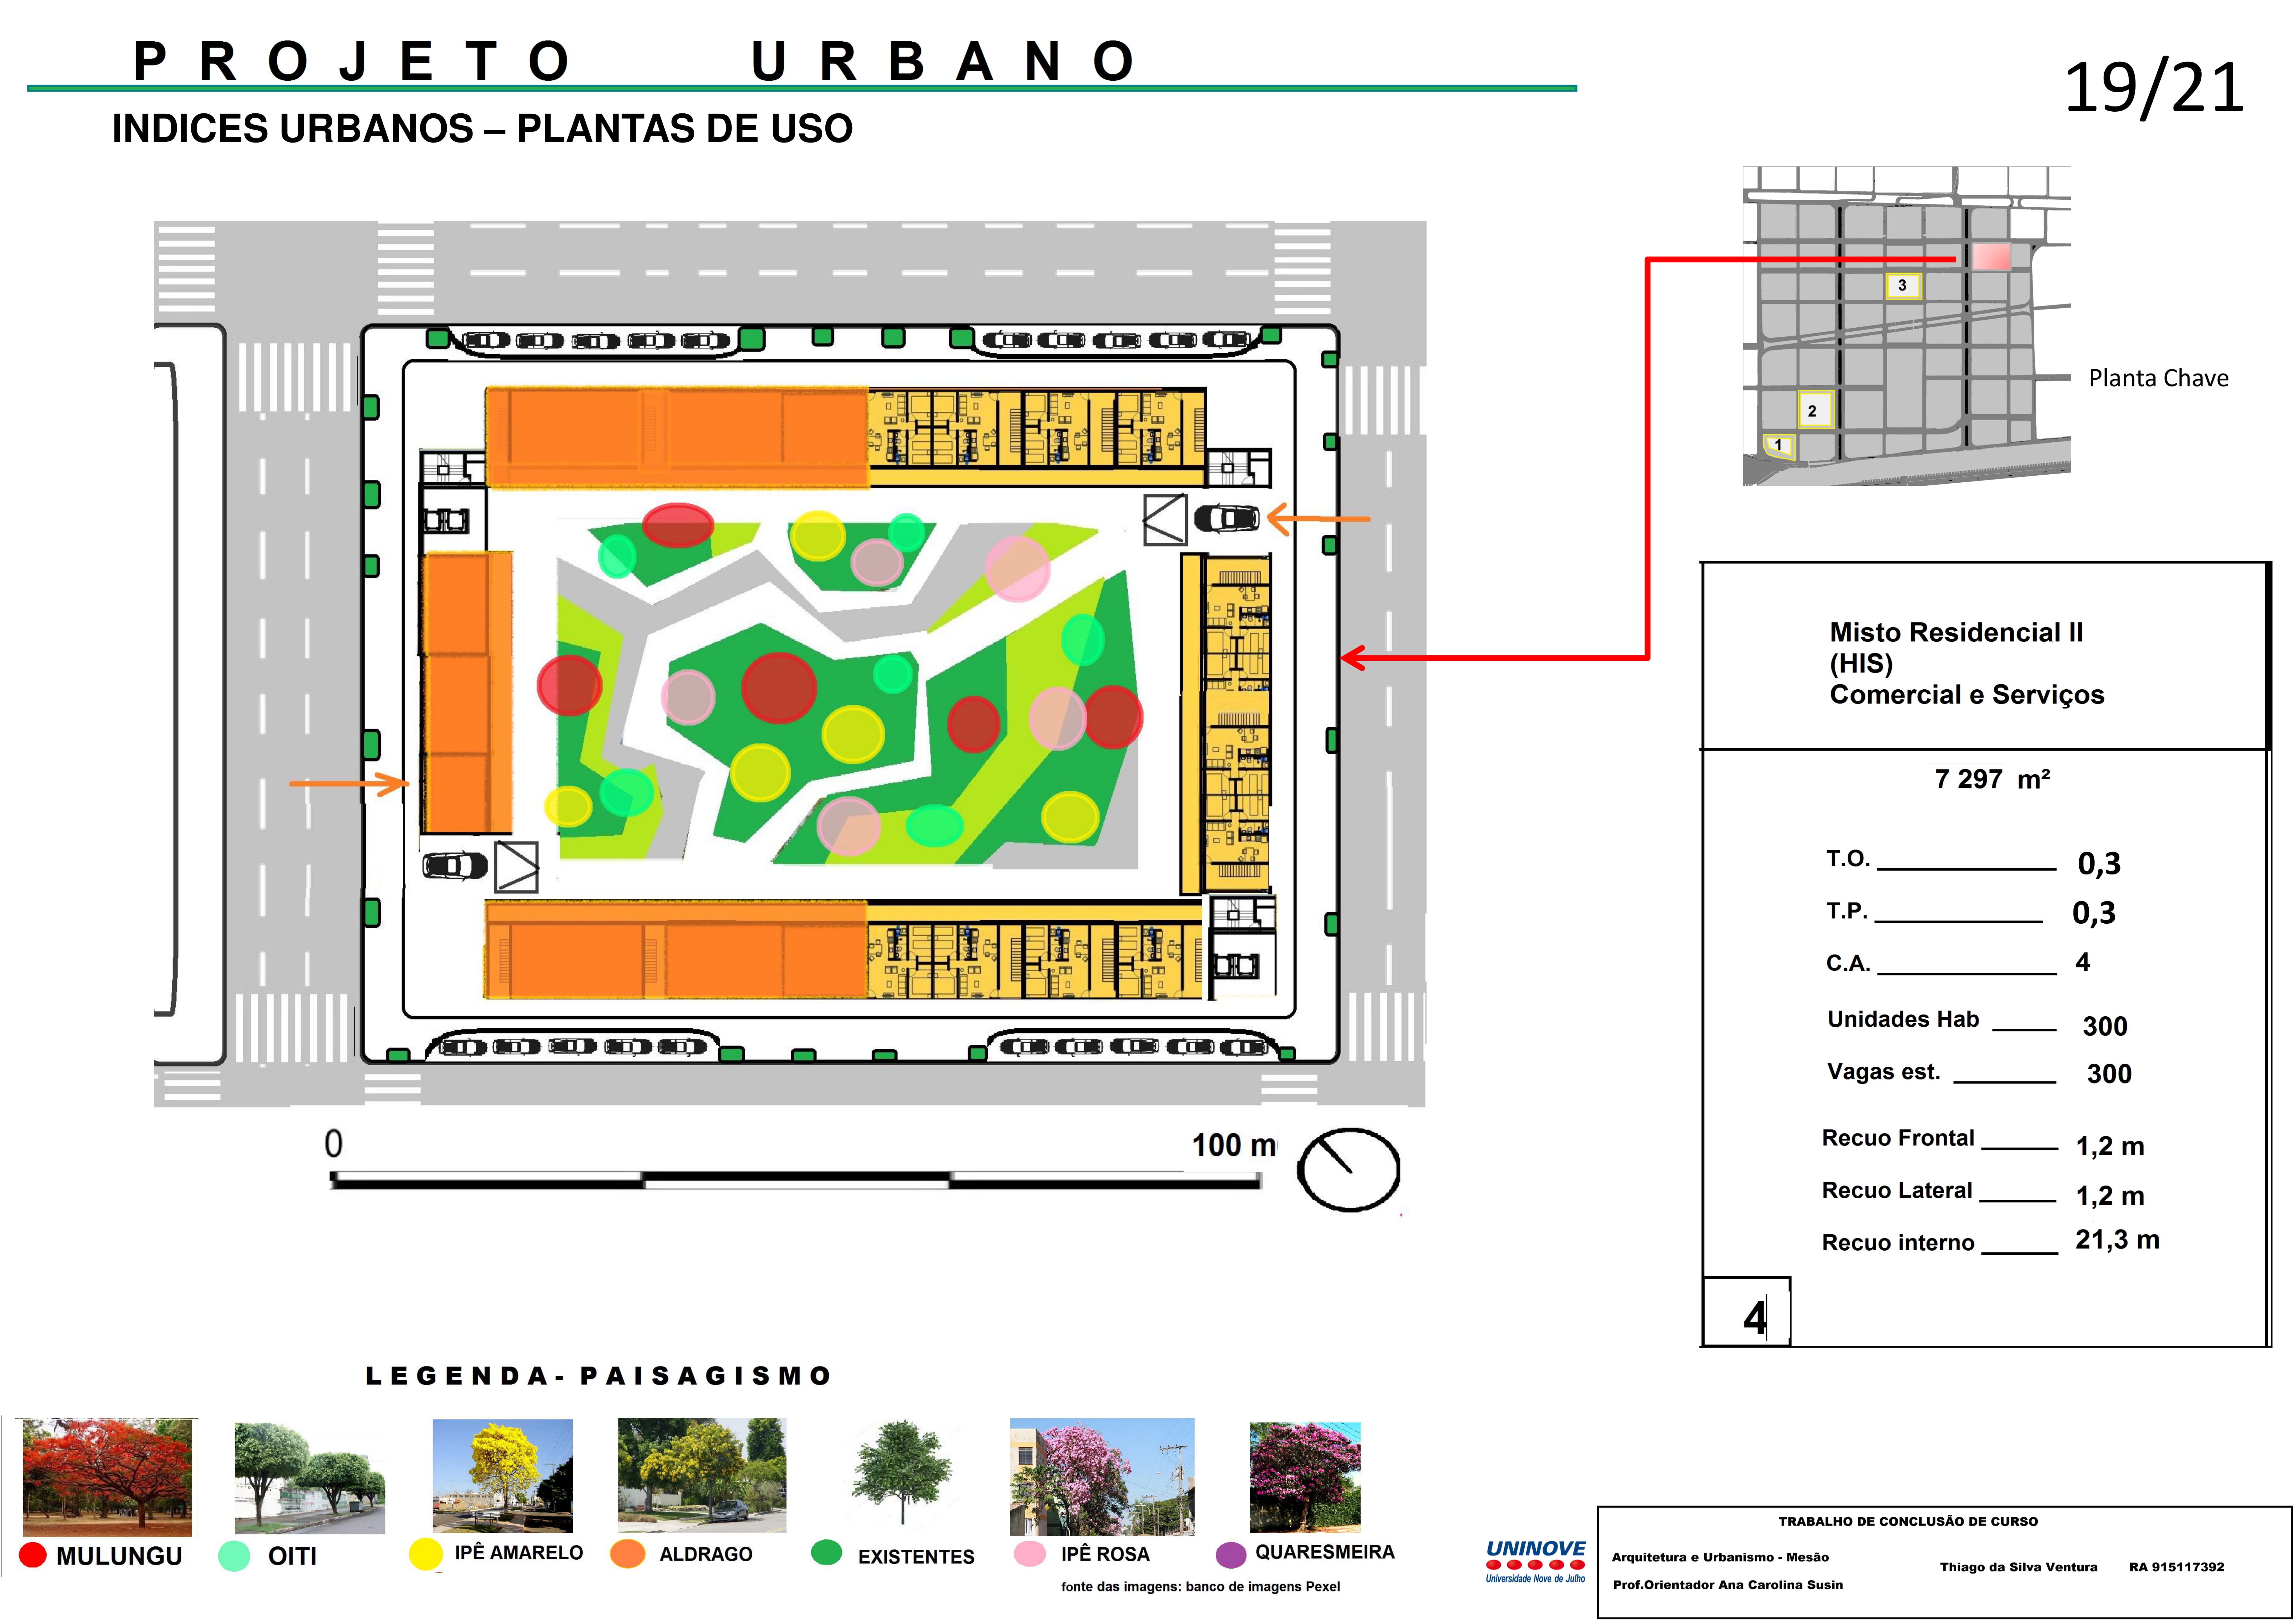 PROJETO URBANO
19/21
INDICES URBANOS – PLANTAS DE USO
3
2
1
Planta Chave
Misto Residencial II
(HIS)
Comercial e Serviços
7 297 m²
T.O. 0,3
T.P. 0,3
C.A. 4
Unidades Hab 300
Vagas est. 300
Recuo Frontal 1,2 m
Recuo Lateral 1,2 m
Recuo interno 21,3 m
4
0 100 m
LEGENDA- PAISAGISMO
MULUNGU
OITI
IPÊ AMARELO
ALDRAGO
EXISTENTES
IPÊ ROSA
QUARESMEIRA
fonte das imagens: banco de imagens Pexel
UNINOVE
Universidade Nove de Julho
TRABALHO DE CONCLUSÃO DE CURSO
Arquitetura e Urbanismo - Mesão
Thiago da Silva Ventura RA 915117392
Prof.Orientador Ana Carolina Susin